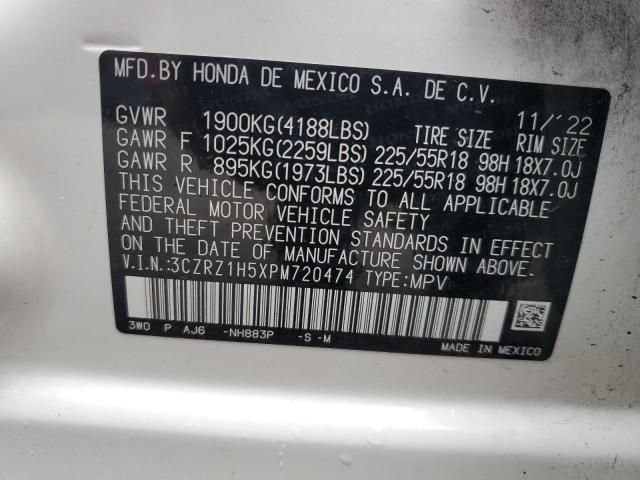 MFD.BY HONDA DE MEXICO S.A. DE C.V.
11/'22
GVWR 1900KG(4188LBS) TIRE SIZE RIM SIZE
GAWR F 1025KG(2259LBS) 225/55R18 98H 18X7.0J
GAWR R 895KG(1973LBS) 225/55R18 98H 18X7.0J
THIS VEHICLE CONFORMS TO ALL APPLICABLE
FEDERAL MOTOR VEHICLE SAFETY
AND THEFT PREVENTION STANDARDS IN EFFECT
ON THE DATE OF MANUFACTURE SHOWN ABOVE.
V.I.N.:3CZRZ1H5XPM720474 TYPE:MPV
3W0 P AJ6 -NH883P -S -M
MADE IN MEXICO